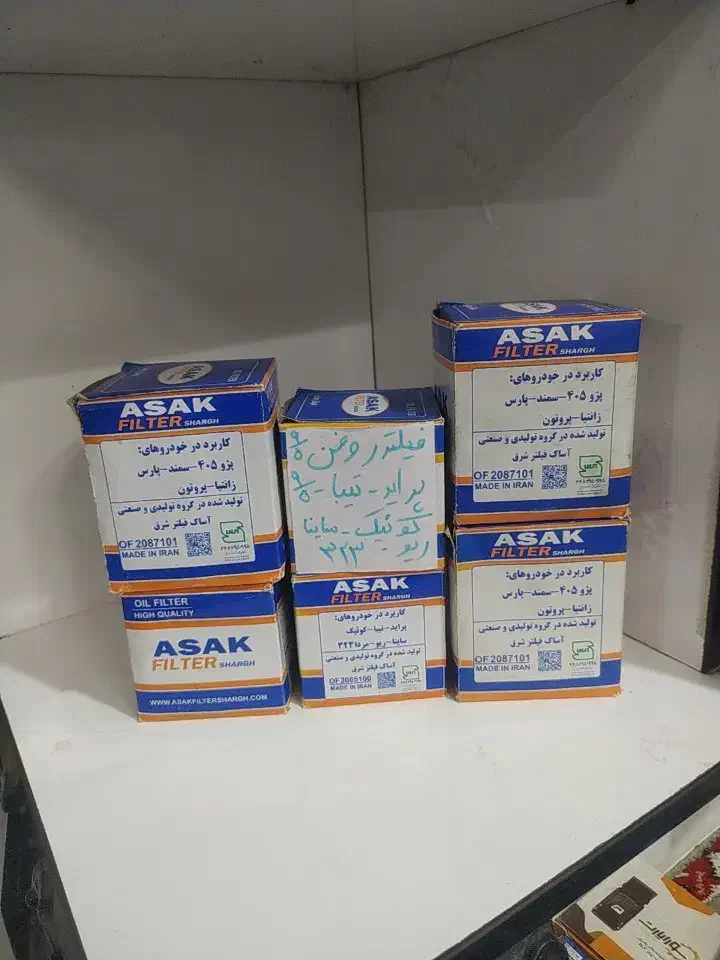 ASAK
FILTER SHARGH
کاربرد در خودروهای:
پژو ۴۰۵-سمند-پارس
زانتیا-پروتون
تولید شده در گروه تولیدی و صنعتی
آساک فیلتر شرق
OF 2087101
MADE IN IRAN
OIL FILTER
HIGH QUALITY
ASAK
FILTER SHARGH
WWW.ASAKFILTERSHARGH.COM
ASAK
FILTER
فیلتر روغن
پراید - تیبا -
کوئیک - ساینا
ریو ۳۲۳
ASAK
FILTER SHARGH
کاربرد در خودروهای:
پراید-تیبا-کوئیک
ساینا-ریو-مزدا۳۲۳
تولید شده در گروه تولیدی و صنعتی
آساک فیلتر شرق
OF 2065100
MADE IN IRAN
ASAK
FILTER SHARGH
کاربرد در خودروهای:
پژو ۴۰۵-سمند-پارس
زانتیا-پروتون
تولید شده در گروه تولیدی و صنعتی
آساک فیلتر شرق
OF 2087101
MADE IN IRAN
ASAK
FILTER SHARGH
کاربرد در خودروهای:
پژو ۴۰۵-سمند-پارس
زانتیا-پروتون
تولید شده در گروه تولیدی و صنعتی
آساک فیلتر شرق
OF 2087101
MADE IN IRAN